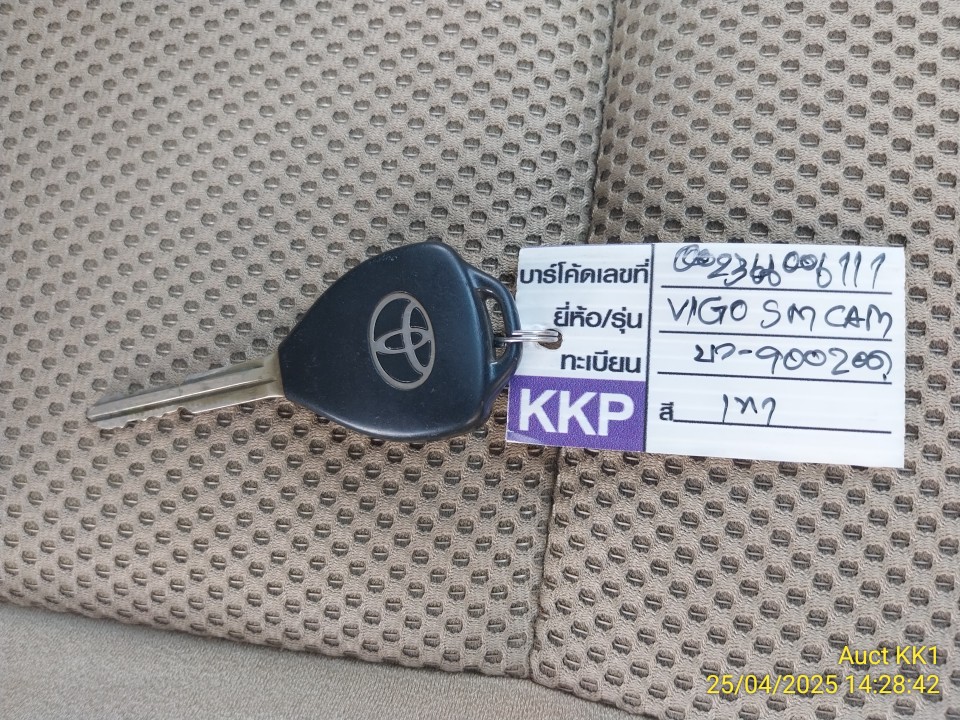 บาร์โค้ดเลขที่
ยี่ห้อ/รุ่น VIGO SM CAM
ทะเบียน
KKP
สี เทา
Auct KK1
25/04/2025 14:28:42